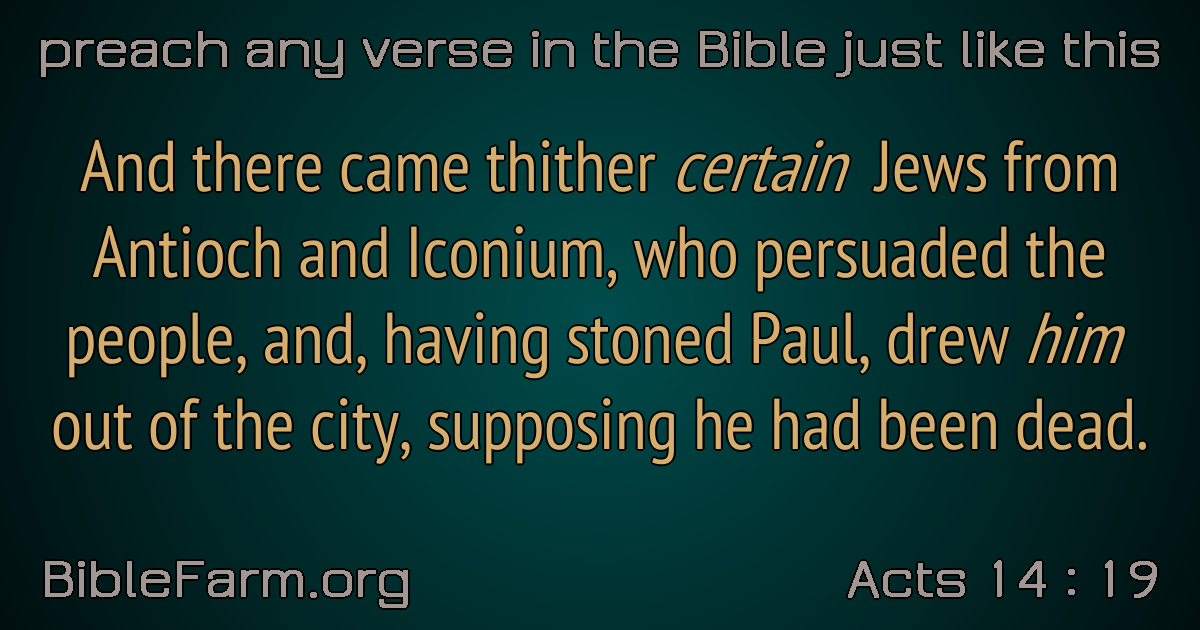 preach any verse in the Bible just like this
And there came thither certain Jews from
Antioch and Iconium, who persuaded the
people, and, having stoned Paul, drew him
out of the city, supposing he had been dead.
BibleFarm.org
Acts 14 : 19